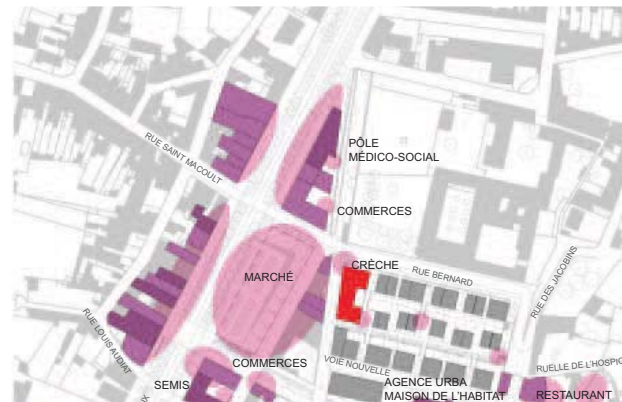 RUE SAINT MACOULT
PÔLE
MÉDICO-SOCIAL
COMMERCES
CRÈCHE
MARCHÉ
RUE BERNARD
RUE DES JACOBINS
RUE LOUIS AUDIAT
COMMERCES
VOIE NOUVELLE
SEMIS
AGENCE URBA
MAISON DE L'HABITAT
RUELLE DE L'HOSPIC
RESTAURANT